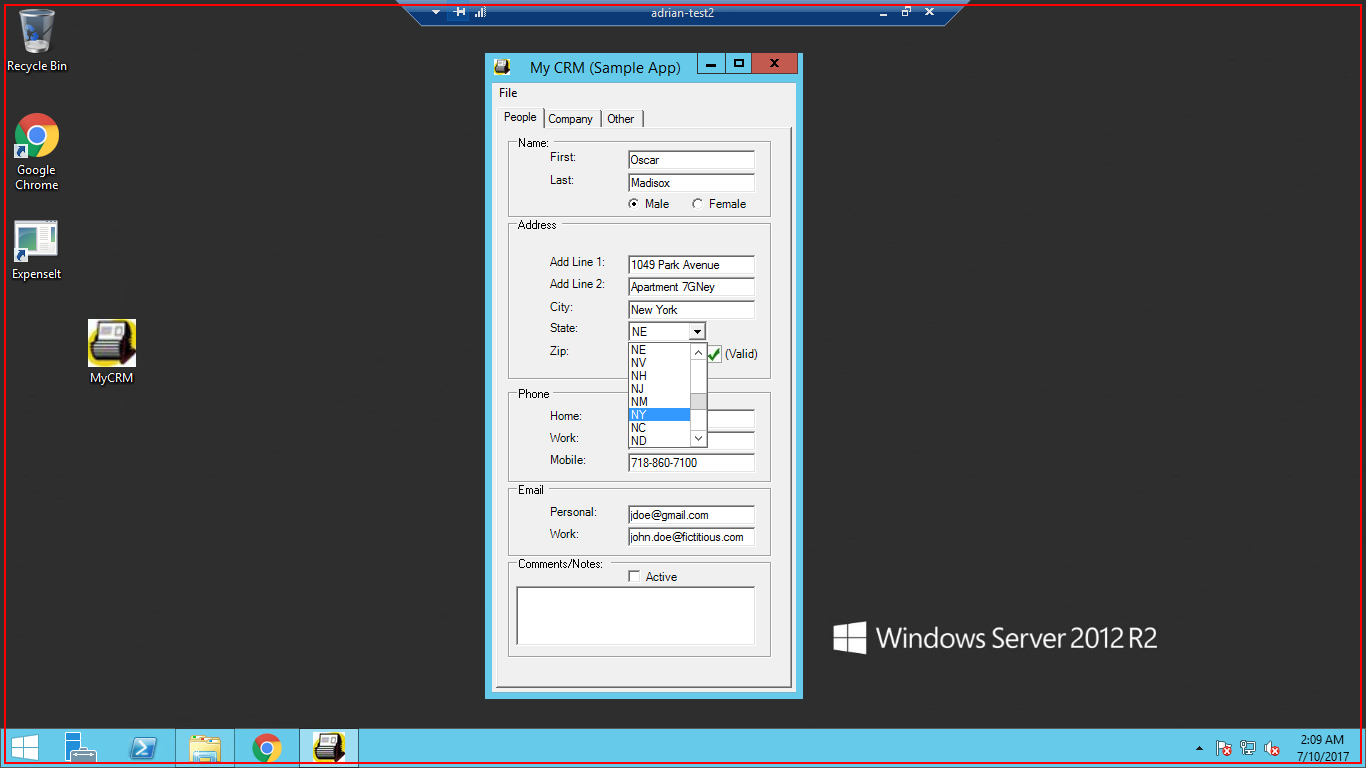 adrian-test2
Recycle Bin
Google
Chrome
ExpenseIt
MyCRM
My CRM (Sample App)
File
People Company Other
Name:
First: Oscar
Last: Madisox
Male Female
Address
Add Line 1: 1049 Park Avenue
Add Line 2: Apartment 7GNey
City: New York
State: NE
Zip: (Valid)
NE
NV
NH
NJ
NM
NY
NC
ND
Phone
Home:
Work:
Mobile: 718-860-7100
Email
Personal: jdoe@gmail.com
Work: john.doe@fictitious.com
Comments/Notes:
Active
Windows Server 2012 R2
2:09 AM
7/10/2017